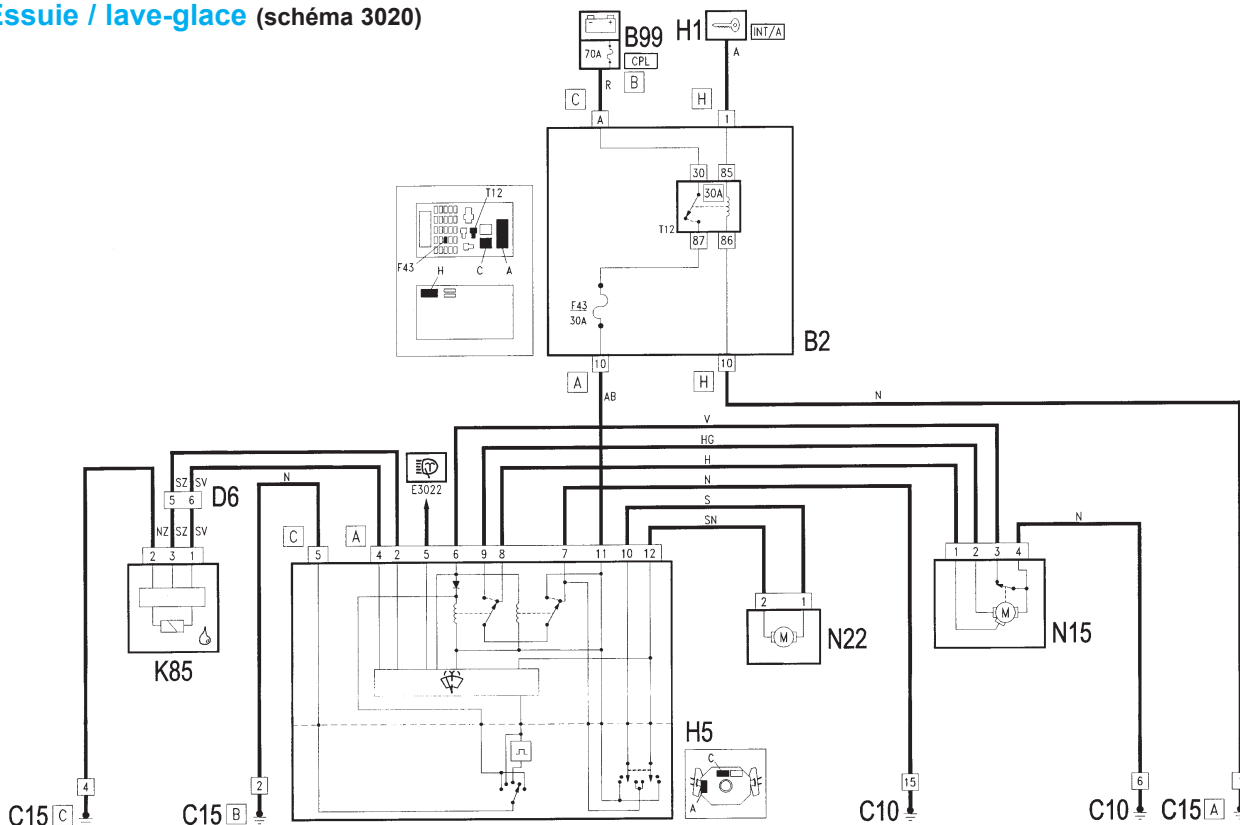 Essuie / lave-glace (schéma 3020)
B99
H1
INT/A
70A
CPL
A
R
B
C
H
A
1
30
85
30A
T12
T12
87
86
F43
H
C
A
F43
30A
B2
10
10
A
H
AB
N
V
HG
H
N
S
SN
N
SZ
SV
N
E3022
5
6
D6
NZ
SZ
SV
C
A
2
3
1
5
4
2
5
6
9
8
7
11
10
12
1
2
3
4
2
1
M
M
K85
N22
N15
H5
C
A
4
2
15
6
C15
C
C15
B
C10
C10
C15
A